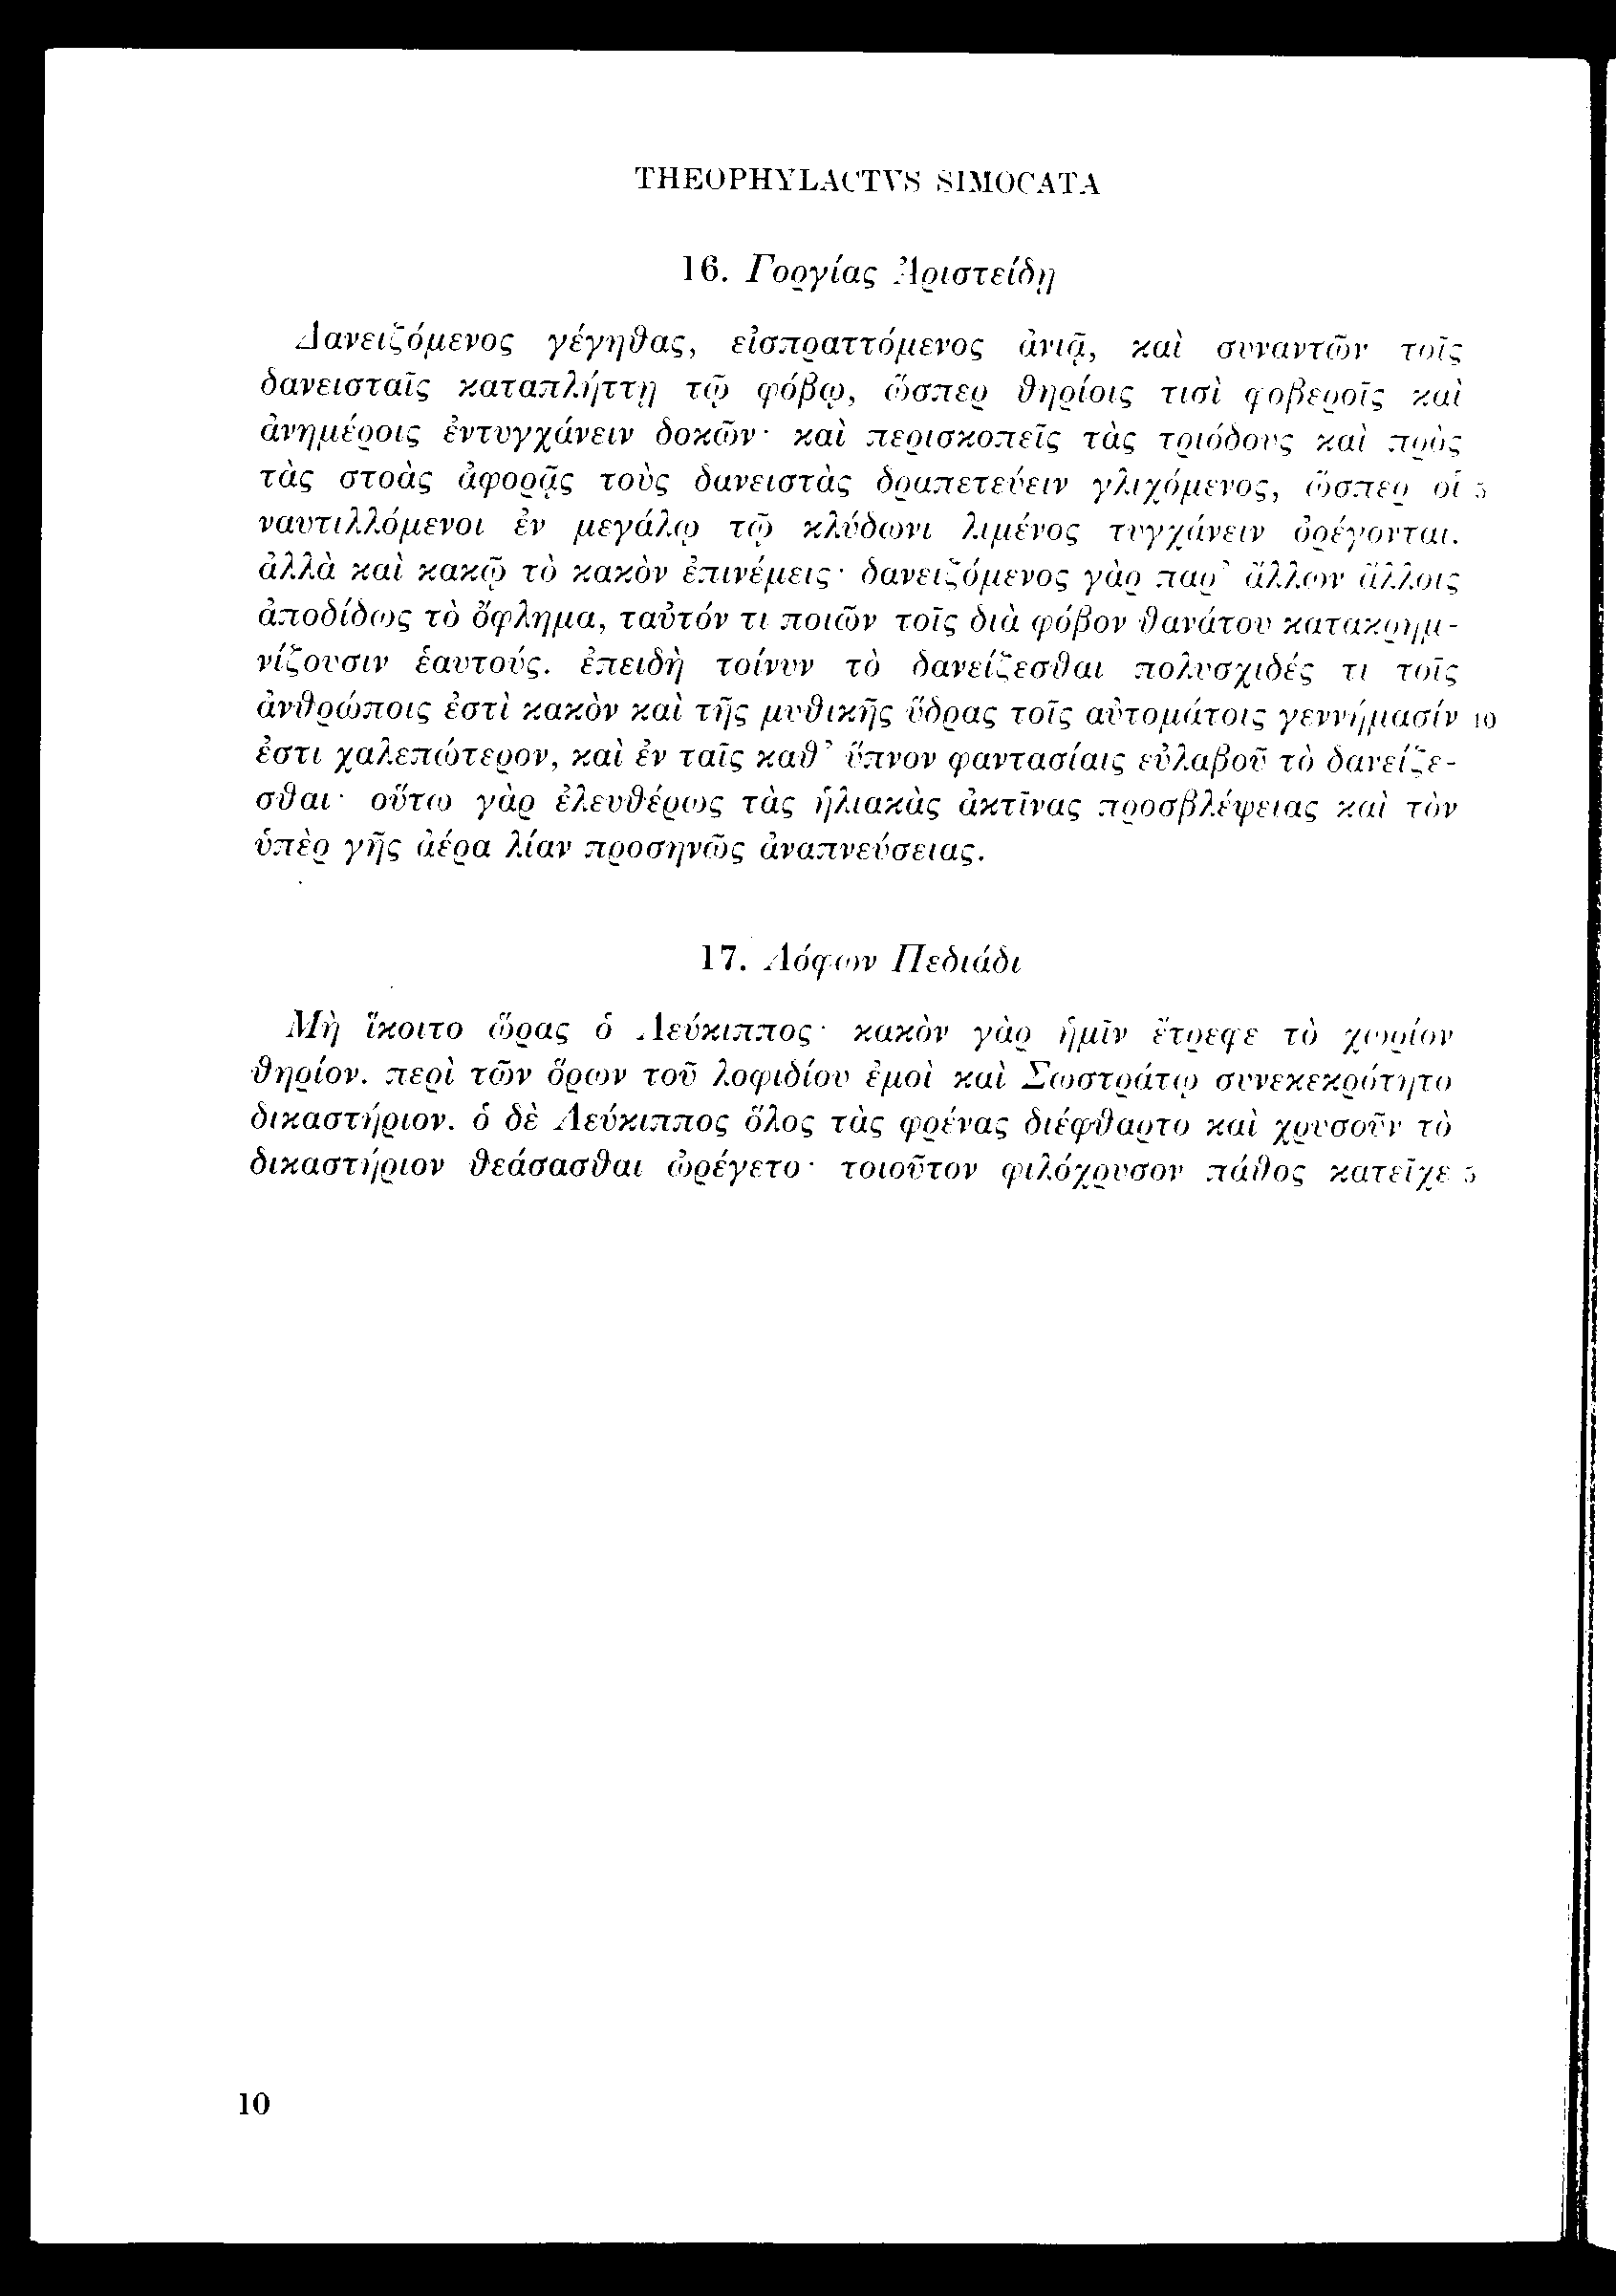 THEOPHYLACTVS SIMOCATA
16. Γοργίας Ἀριστείδῃ
Δανειζόμενος γέγηθας, εἰσπραττόμενος ἀνιᾷ, καὶ συναντῶν τοῖς
δανεισταῖς καταπλήττῃ τῷ φόβῳ, ὥσπερ θηρίοις τισὶ φοβεροῖς καὶ
ἀνημέροις ἐντυγχάνειν δοκῶν· καὶ περισκοπεῖς τὰς τριόδους καὶ πρὸς
τὰς στοὰς ἀφορᾷς τοὺς δανειστὰς δραπετεύειν γλιχόμενος, ὥσπερ οἱ 5
ναυτιλλόμενοι ἐν μεγάλῳ τῷ κλύδωνι λιμένος τυγχάνειν ὀρέγονται.
ἀλλὰ καὶ κακῷ τὸ κακὸν ἐπινέμεις· δανειζόμενος γὰρ παρ’ ἄλλων ἄλλοις
ἀποδίδως τὸ ὄφλημα, ταὐτόν τι ποιῶν τοῖς διὰ φόβον θανάτου κατακρημ-
νίζουσιν ἑαυτούς. ἐπειδὴ τοίνυν τὸ δανείζεσθαι πολυσχιδές τι τοῖς
ἀνθρώποις ἐστὶ κακὸν καὶ τῆς μυθικῆς ὕδρας τοῖς αὐτομάτοις γεννήμασίν 10
ἐστι χαλεπώτερον, καὶ ἐν ταῖς καθ’ ὕπνον φαντασίαις εὐλαβοῦ τὸ δανείζε-
σθαι· οὕτω γὰρ ἐλευθέρως τὰς ἡλιακὰς ἀκτῖνας προσβλέψειας καὶ τὸν
ὑπὲρ γῆς ἀέρα λίαν προσηνῶς ἀναπνεύσειας.
17. Λόφων Πεδιάδι
Μὴ ἵκοιτο ὥρας ὁ Λεύκιππος· κακὸν γὰρ ἡμῖν ἔτρεφε τὸ χωρίον
θηρίον. περὶ τῶν ὅρων τοῦ λοφιδίου ἐμοὶ καὶ Σωστράτῳ συνεκεκρότητο
δικαστήριον. ὁ δὲ Λεύκιππος ὅλος τὰς φρένας διέφθαρτο καὶ χρυσοῦν τὸ
δικαστήριον θεάσασθαι ὠρέγετο· τοιοῦτον φιλόχρυσον πάθος κατεῖχε 5
10